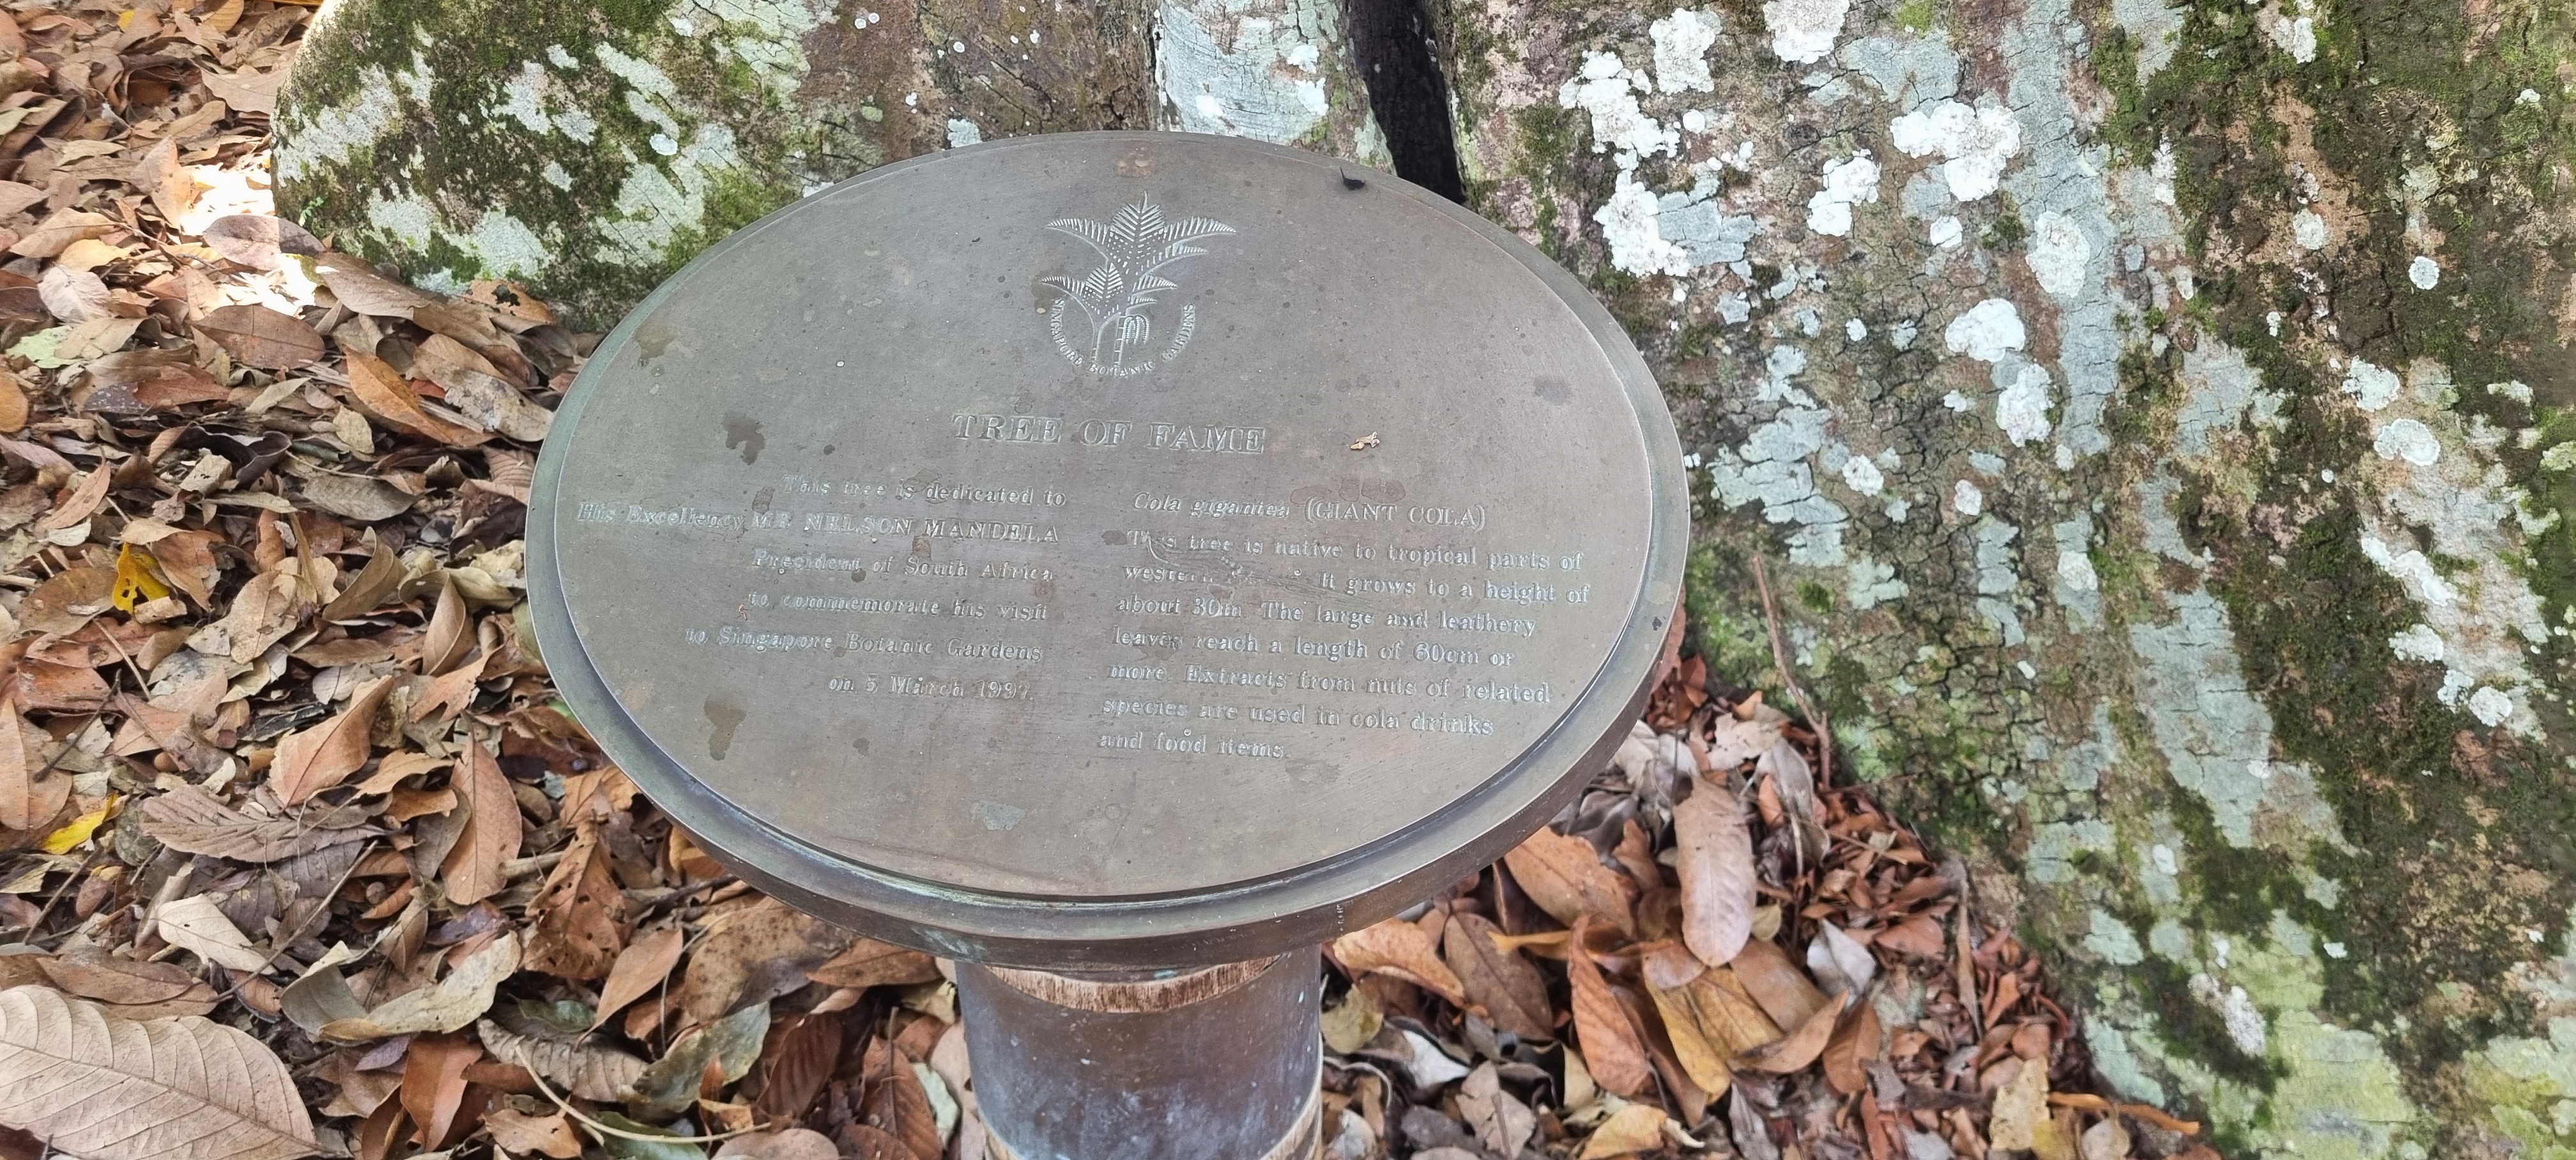 SINGAPORE BOTANIC GARDENS
TREE OF FAME
This tree is dedicated to
His Excellency MR NELSON MANDELA
President of South Africa
to commemorate his visit
to Singapore Botanic Gardens
on 5 March 1997.
Cola gigantea (GIANT COLA)
This tree is native to tropical parts of
western It grows to a height of
about 30m. The large and leathery
leaves reach a length of 60cm or
more. Extracts from nuts of related
species are used in cola drinks
and food items.